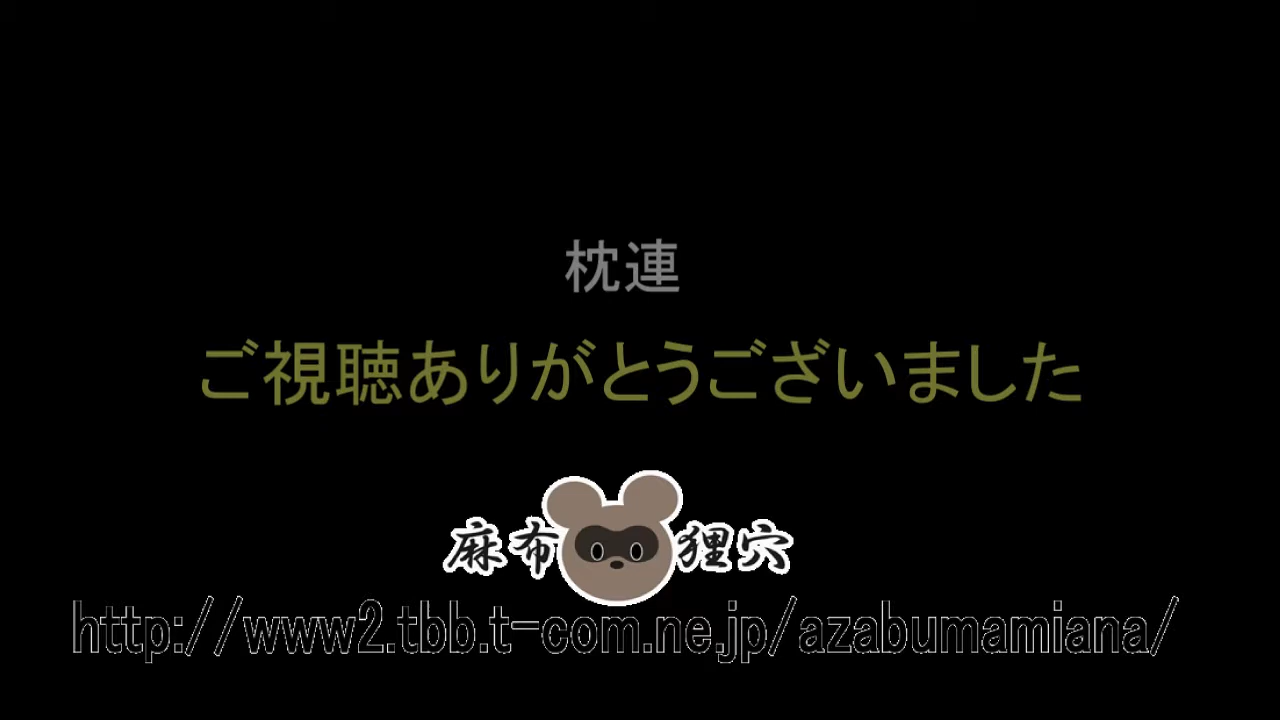 枕連
ご視聴ありがとうございました
麻布狸穴
http://www2.tbb.t-com.ne.jp/azabumamiana/